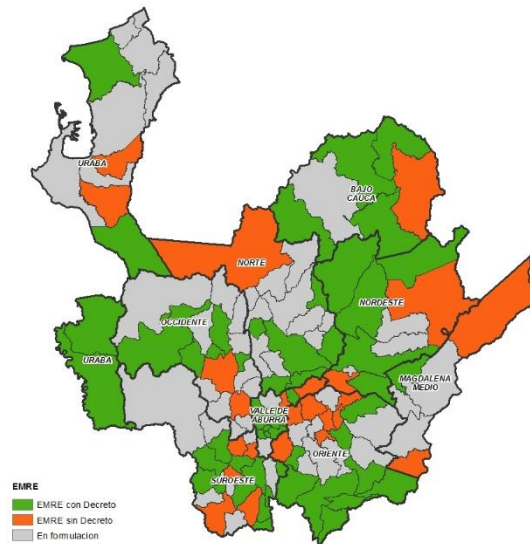 URABA
BAJO
CAUCA
NORTE
NORDESTE
OCCIDENTE
URABA
MAGDALENA
MEDIO
VALLE DE
ABURRA
ORIENTE
SUROESTE
EMRE
EMRE con Decreto
EMRE sin Decreto
En formulacion